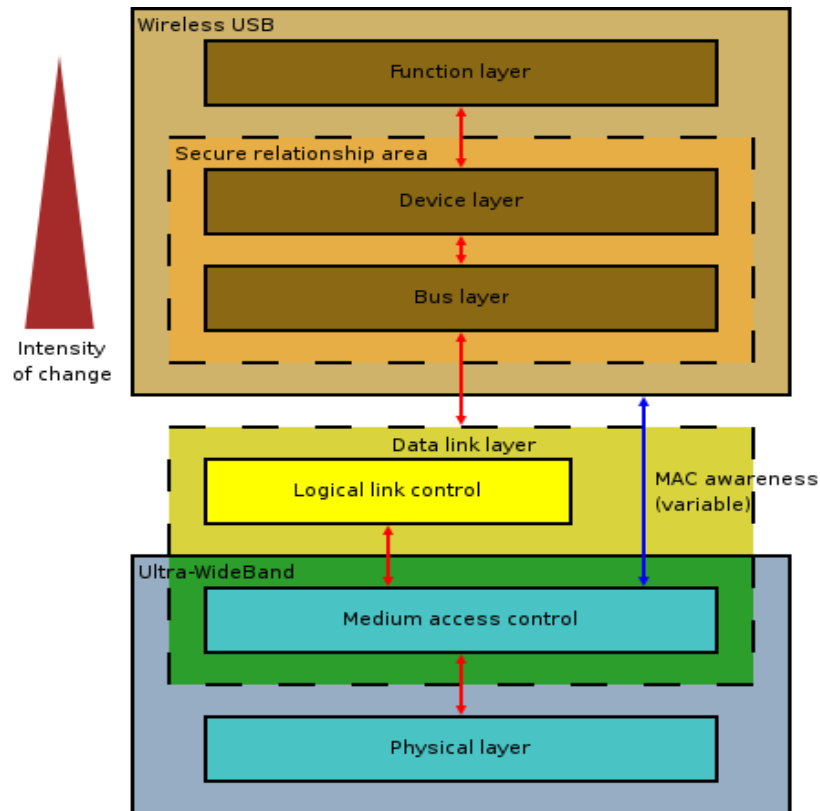 Wireless USB
Function layer
Secure relationship area
Device layer
Bus layer
Intensity
of change
Data link layer
Logical link control
MAC awareness
(variable)
Ultra-WideBand
Medium access control
Physical layer